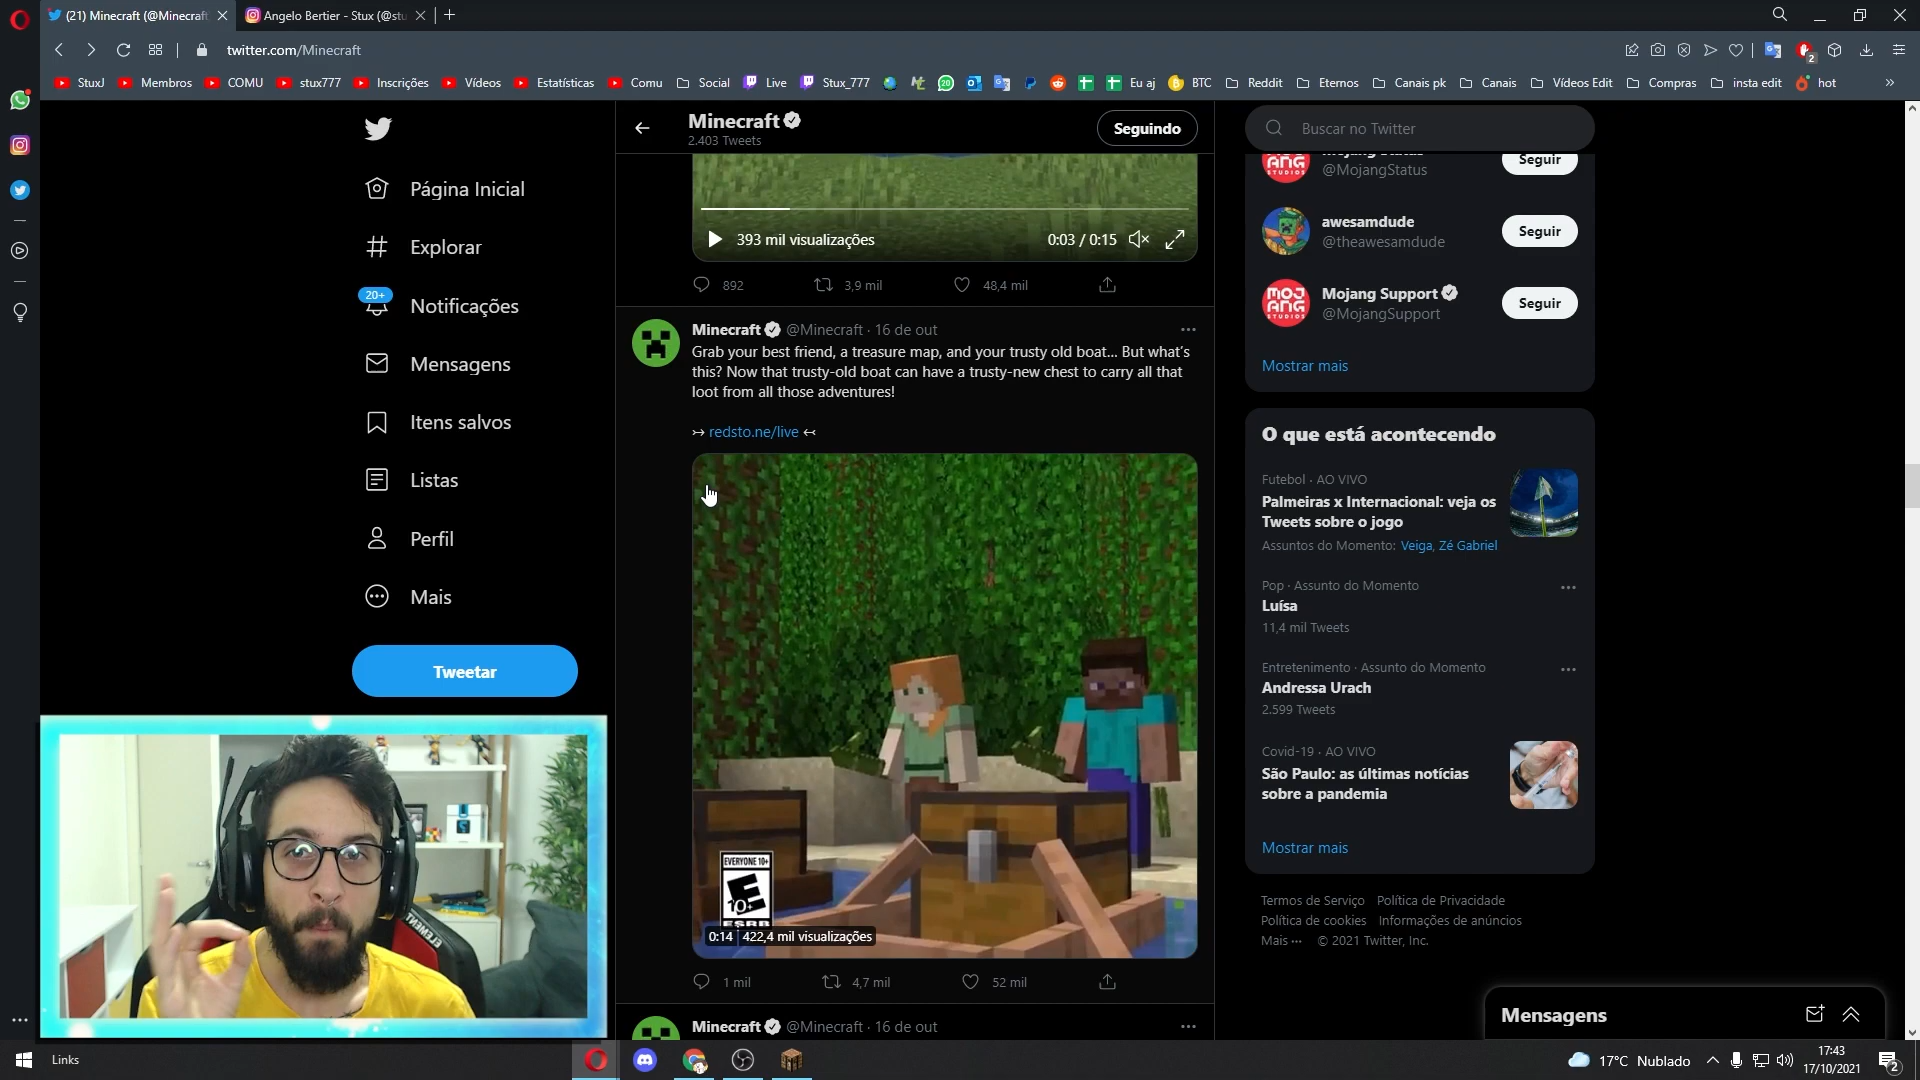 (21) Minecraft (@Minecraft
Angelo Bertier - Stux (@stu
twitter.com/Minecraft
2
StuxJ
Membros
COMU
stux777
Inscrições
Vídeos
Estatísticas
Comu
Social
Live
Stux_777
Eu aj
BTC
Reddit
Eternos
Canais pk
Canais
Vídeos Edit
Compras
insta edit
hot
Página Inicial
Explorar
20+
Notificações
Mensagens
Itens salvos
Listas
Perfil
Mais
Tweetar
Minecraft
2.403 Tweets
Seguindo
393 mil visualizações
0:03 / 0:15
892
3,9 mil
48,4 mil
Minecraft @Minecraft · 16 de out
Grab your best friend, a treasure map, and your trusty old boat... But what's
this? Now that trusty-old boat can have a trusty-new chest to carry all that
loot from all those adventures!
↣ redsto.ne/live ↢
EVERYONE 10+
E
10+
ESRB
0:14
422,4 mil visualizações
1 mil
4,7 mil
52 mil
Minecraft @Minecraft · 16 de out
Buscar no Twitter
MOJANG STUDIOS
@MojangStatus
Seguir
awesamdude
@theawesamdude
Seguir
MOJANG STUDIOS
Mojang Support
@MojangSupport
Seguir
Mostrar mais
O que está acontecendo
Futebol · AO VIVO
Palmeiras x Internacional: veja os
Tweets sobre o jogo
Assuntos do Momento: Veiga, Zé Gabriel
Pop · Assunto do Momento
Luísa
11,4 mil Tweets
Entretenimento · Assunto do Momento
Andressa Urach
2.599 Tweets
Covid-19 · AO VIVO
São Paulo: as últimas notícias
sobre a pandemia
Mostrar mais
Termos de Serviço Política de Privacidade
Política de cookies Informações de anúncios
Mais ··· © 2021 Twitter, Inc.
Mensagens
ELEMENT
Links
17°C Nublado
17:43
17/10/2021
2